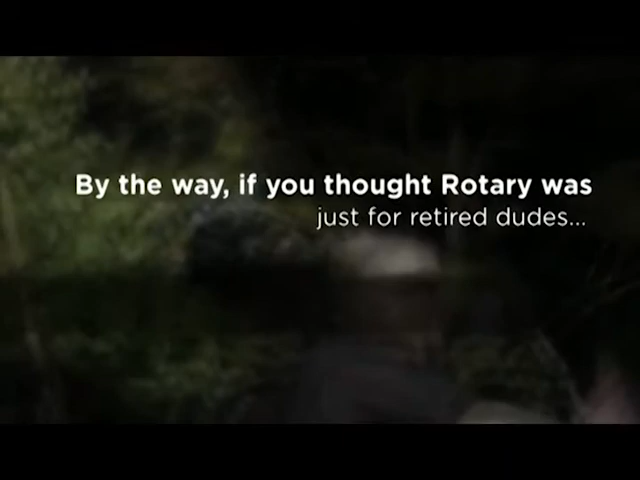 By the way, if you thought Rotary was
just for retired dudes...